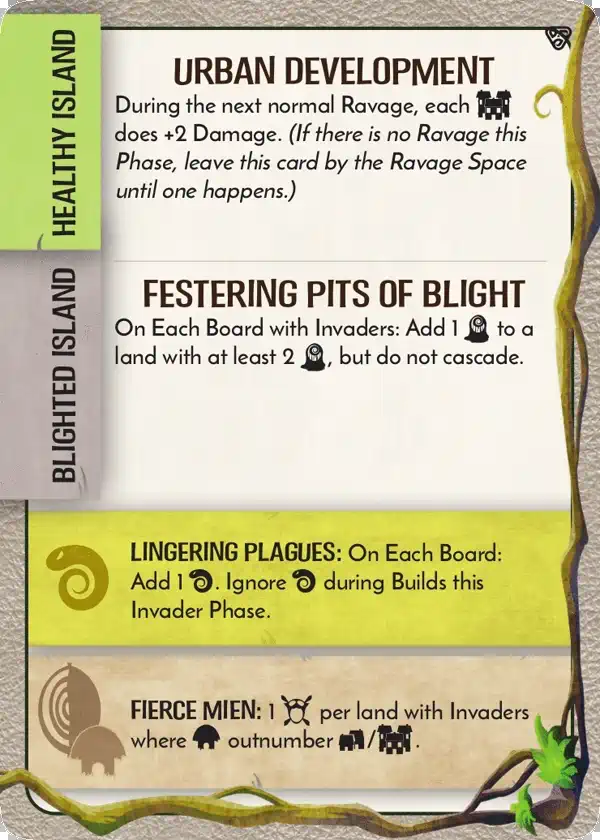 HEALTHY ISLAND
URBAN DEVELOPMENT
During the next normal Ravage, each
does +2 Damage. (If there is no Ravage this
Phase, leave this card by the Ravage Space
until one happens.)
BLIGHTED ISLAND
FESTERING PITS OF BLIGHT
On Each Board with Invaders: Add 1 to a
land with at least 2 , but do not cascade.
LINGERING PLAGUES: On Each Board:
Add 1 . Ignore during Builds this
Invader Phase.
FIERCE MIEN: 1 per land with Invaders
where outnumber / .